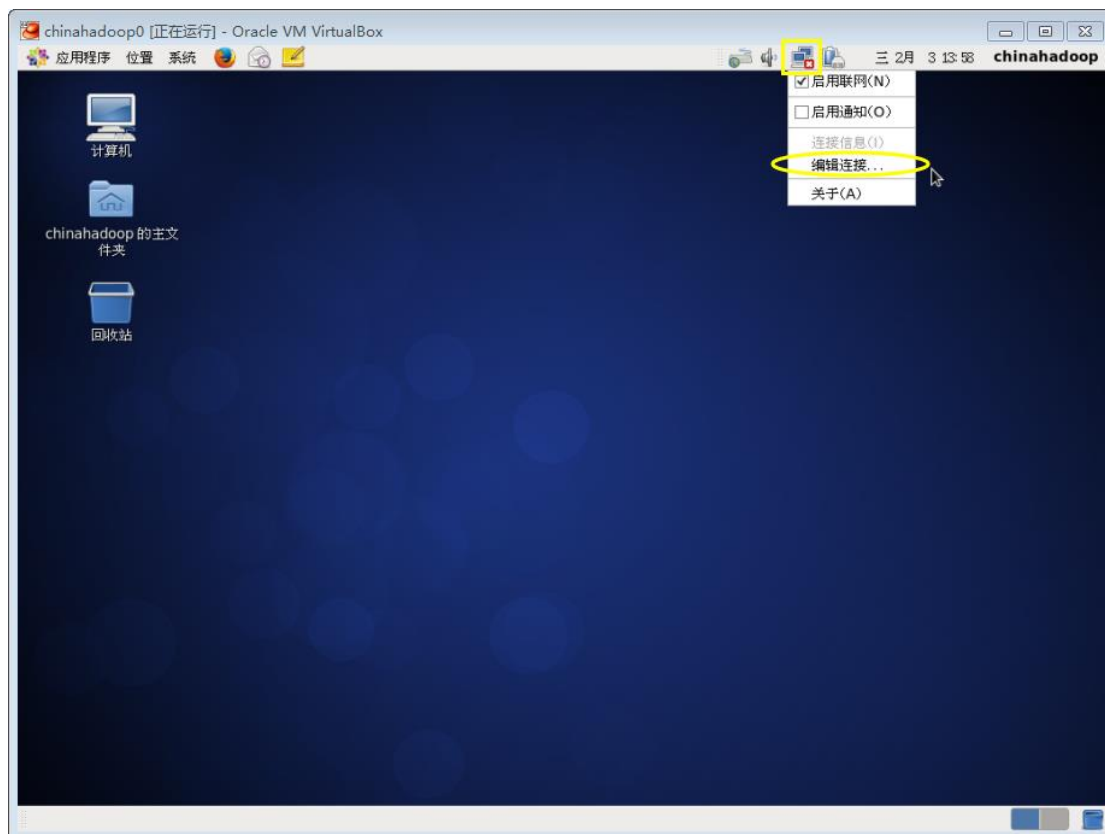 chinahadoop0 [正在运行] - Oracle VM VirtualBox
应用程序 位置 系统 三 2月 3 13:58 chinahadoop
启用联网(N)
启用通知(O)
连接信息(I)
编辑连接...
关于(A)
计算机
chinahadoop 的主文
件夹
回收站